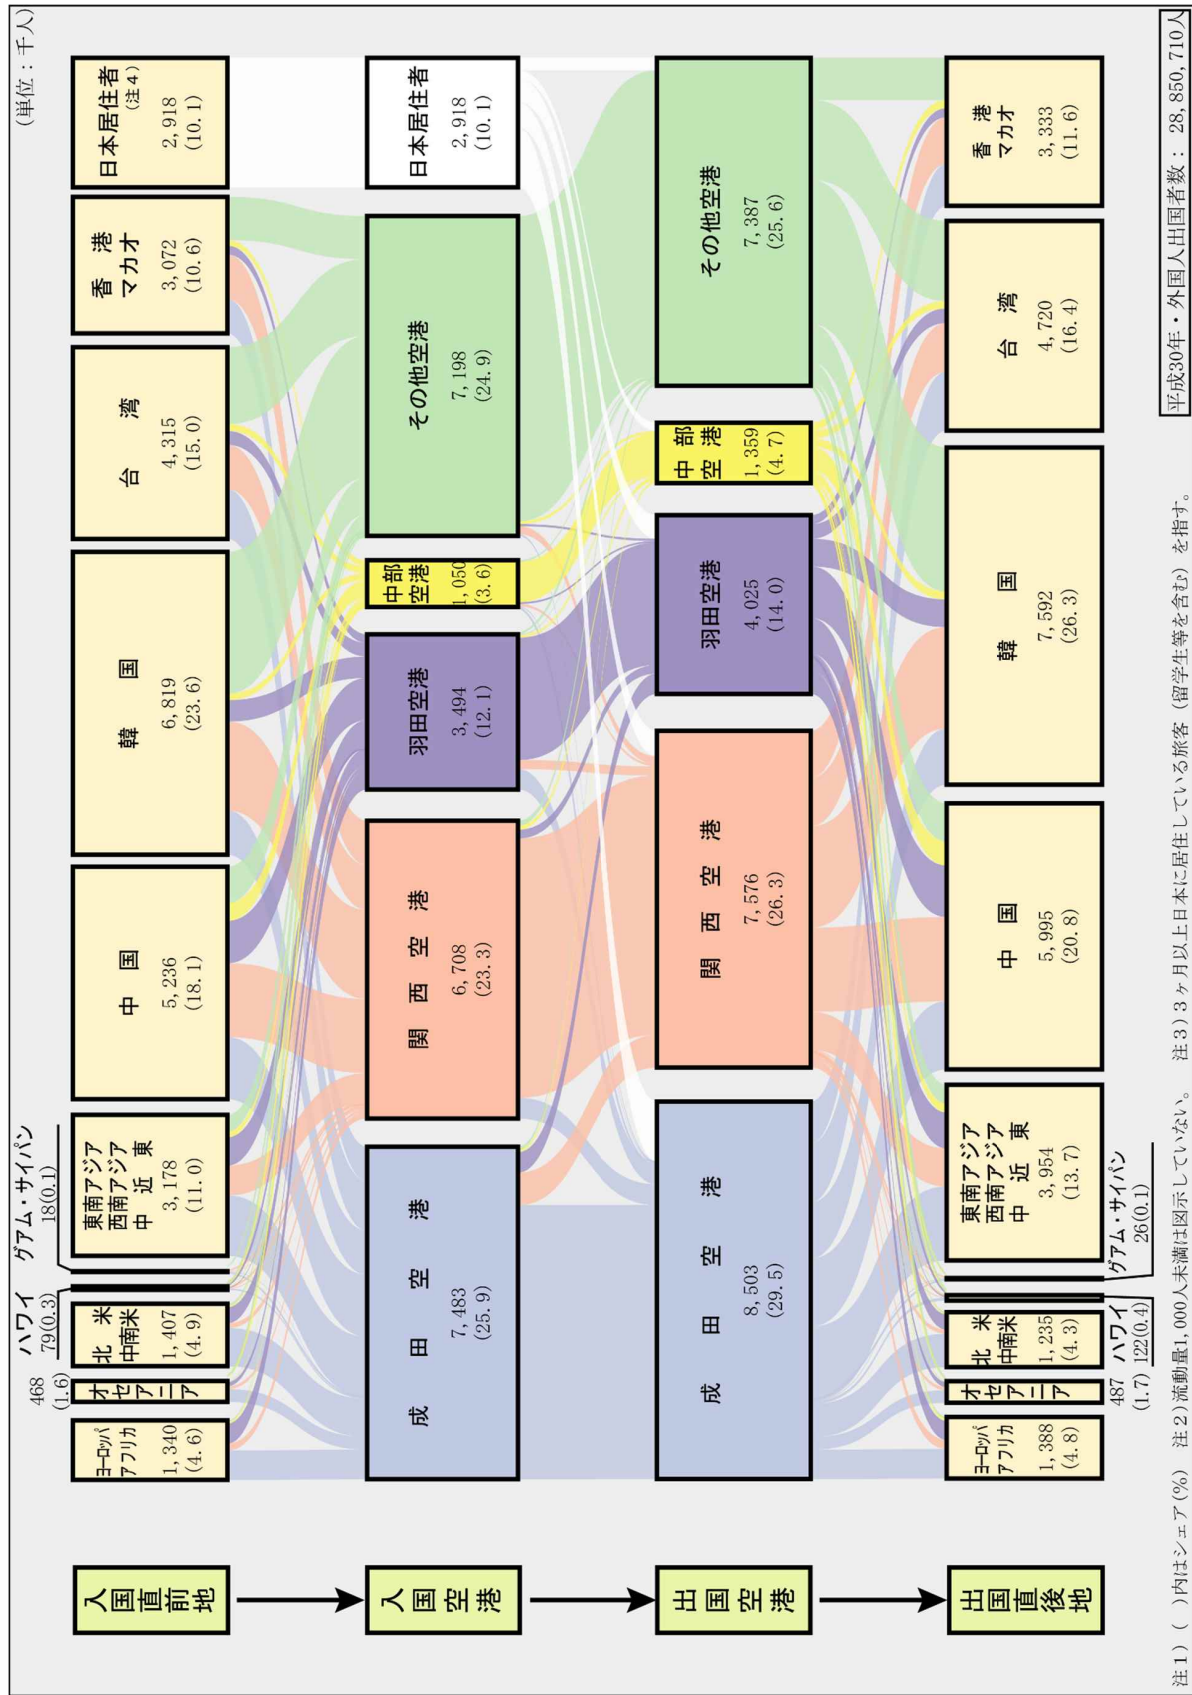 (単位：千人)
入国直前地
ヨーロッパ
アフリカ
1,340
(4.6)
オセアニア
468
(1.6)
北米
中南米
1,407
(4.9)
ハワイ
79(0.3)
グアム・サイパン
18(0.1)
東南アジア
西南アジア
中近東
3,178
(11.0)
中国
5,236
(18.1)
韓国
6,819
(23.6)
台湾
4,315
(15.0)
香港
マカオ
3,072
(10.6)
日本居住者
(注4)
2,918
(10.1)
入国空港
成田空港
7,483
(25.9)
関西空港
6,708
(23.3)
羽田空港
3,494
(12.1)
中部
空港
1,050
(3.6)
その他空港
7,198
(24.9)
日本居住者
2,918
(10.1)
出国空港
成田空港
8,503
(29.5)
関西空港
7,576
(26.3)
羽田空港
4,025
(14.0)
中部
空港
1,359
(4.7)
その他空港
7,387
(25.6)
出国直後地
ヨーロッパ
アフリカ
1,388
(4.8)
オセアニア
487
(1.7)
北米
中南米
1,235
(4.3)
ハワイ
122(0.4)
グアム・サイパン
26(0.1)
東南アジア
西南アジア
中近東
3,954
(13.7)
中国
5,995
(20.8)
韓国
7,592
(26.3)
台湾
4,720
(16.4)
香港
マカオ
3,333
(11.6)
平成30年・外国人出国者数： 28,850,710人
注1）（ ）内はシェア(%) 注2)流動量1,000人未満は図示していない。 注3)3ヶ月以上日本に居住している旅客（留学生等を含む）を指す。